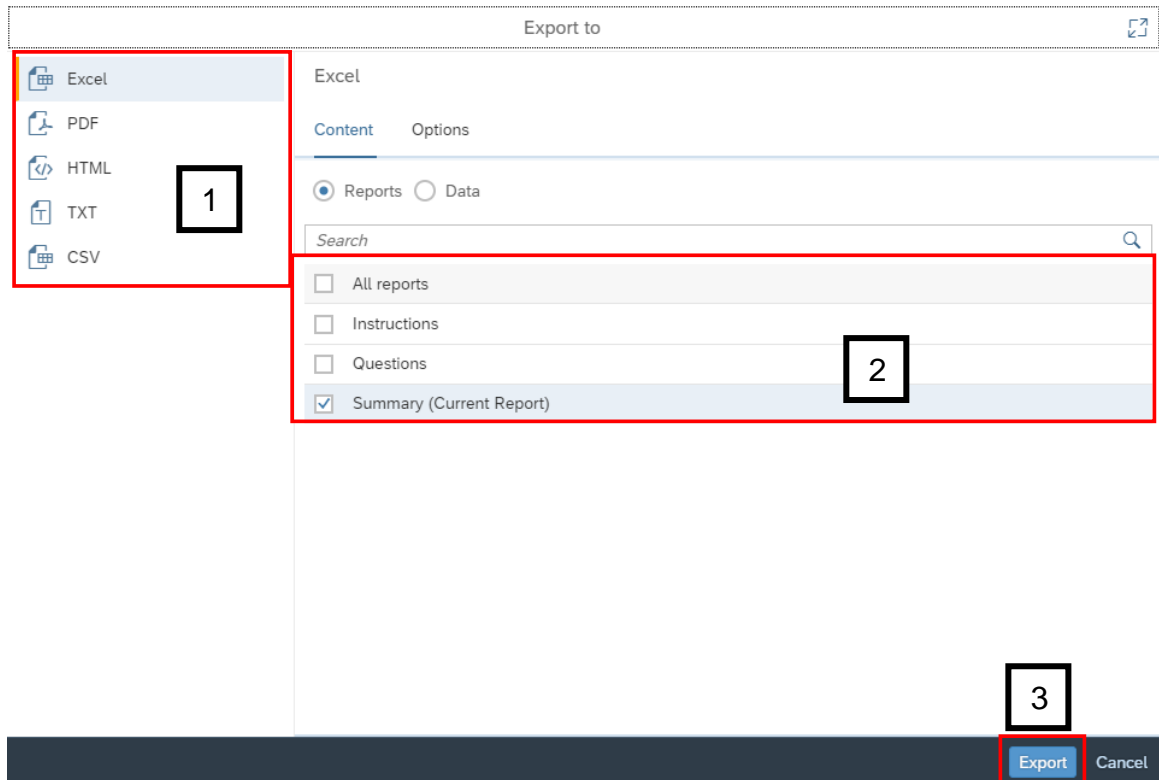 Export to
Excel
PDF
HTML
TXT
CSV
1
Excel
Content Options
Reports Data
Search
All reports
Instructions
Questions
Summary (Current Report)
2
3
Export Cancel